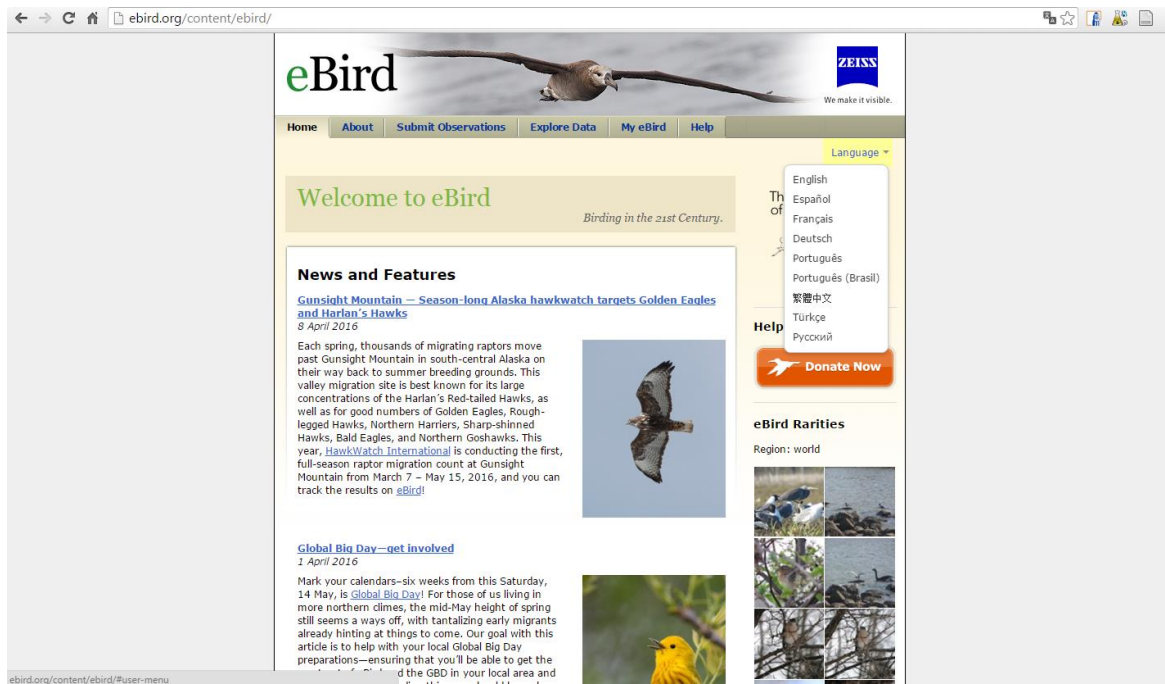 ebird.org/content/ebird/
eBird
ZEISS
We make it visible.
Home About Submit Observations Explore Data My eBird Help
Language
English
Español
Français
Deutsch
Português
Português (Brasil)
繁體中文
Türkçe
Русский
Welcome to eBird
Birding in the 21st Century.
Th
of
News and Features
Gunsight Mountain — Season-long Alaska hawkwatch targets Golden Eagles
and Harlan's Hawks
8 April 2016
Each spring, thousands of migrating raptors move
past Gunsight Mountain in south-central Alaska on
their way back to summer breeding grounds. This
valley migration site is best known for its large
concentrations of the Harlan's Red-tailed Hawks, as
well as for good numbers of Golden Eagles, Rough-
legged Hawks, Northern Harriers, Sharp-shinned
Hawks, Bald Eagles, and Northern Goshawks. This
year, HawkWatch International is conducting the first,
full-season raptor migration count at Gunsight
Mountain from March 7 – May 15, 2016, and you can
track the results on eBird!
Global Big Day—get involved
1 April 2016
Mark your calendars–six weeks from this Saturday,
14 May, is Global Big Day! For those of us living in
more northern climes, the mid-May height of spring
still seems a ways off, with tantalizing early migrants
already hinting at things to come. Our goal with this
article is to help with your local Global Big Day
preparations—ensuring that you'll be able to get the
d the GBD in your local area and
Help
Donate Now
eBird Rarities
Region: world
ebird.org/content/ebird/#user-menu